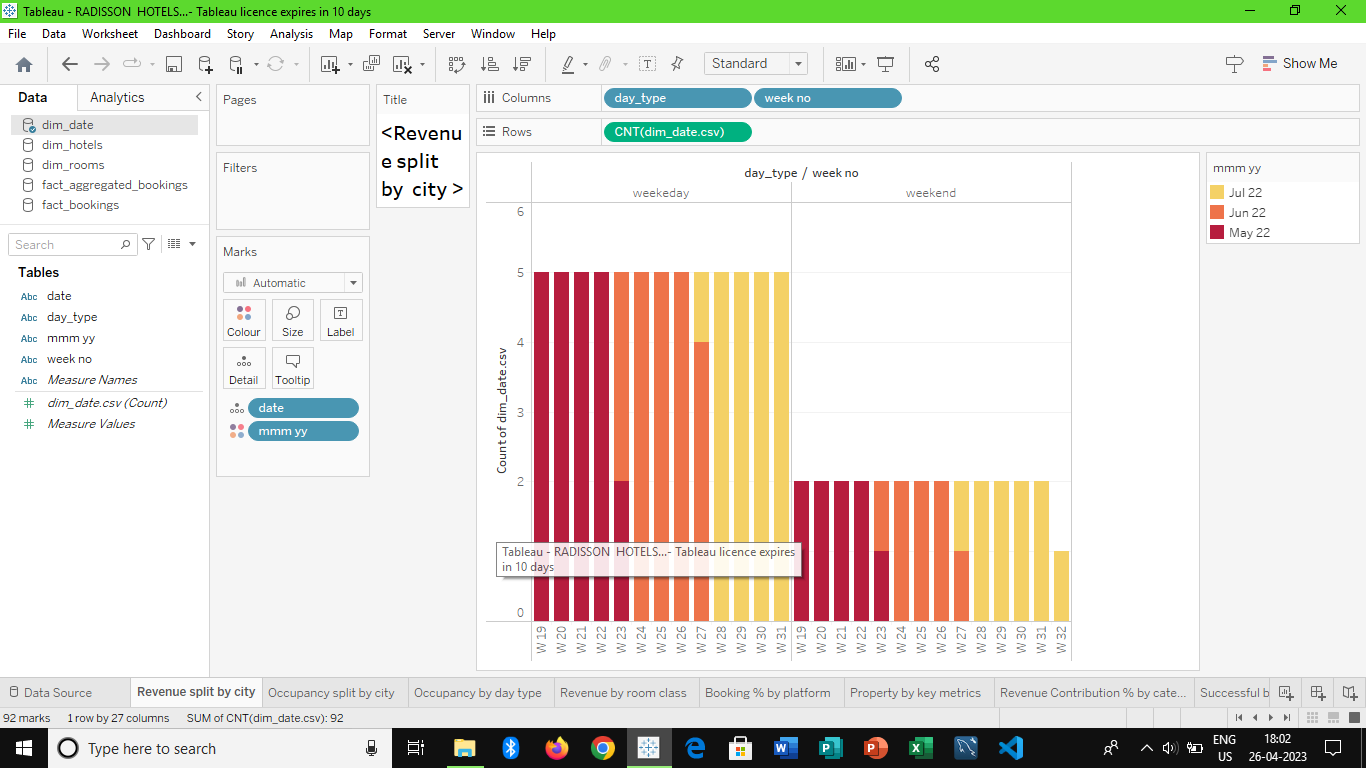 Tableau - RADISSON HOTELS...- Tableau licence expires in 10 days
File Data Worksheet Dashboard Story Analysis Map Format Server Window Help
Standard
Show Me
Data Analytics
dim_date
dim_hotels
dim_rooms
fact_aggregated_bookings
fact_bookings
Search
Tables
Abc date
Abc day_type
Abc mmm yy
Abc week no
Abc Measure Names
# dim_date.csv (Count)
# Measure Values
Pages
Filters
Marks
Automatic
Colour Size Label
Detail Tooltip
date
mmm yy
Title
<Revenu
e split
by city >
Columns day_type week no
Rows CNT(dim_date.csv)
day_type / week no
weekeday weekend
Count of dim_date.csv
6
5
4
3
2
0
Tableau - RADISSON HOTELS...- Tableau licence expires
in 10 days
W 19 W 20 W 21 W 22 W 23 W 24 W 25 W 26 W 27 W 28 W 29 W 30 W 31 W 19 W 20 W 21 W 22 W 23 W 24 W 25 W 26 W 27 W 28 W 29 W 30 W 31 W 32
mmm yy
Jul 22
Jun 22
May 22
Data Source Revenue split by city Occupancy split by city Occupancy by day type Revenue by room class Booking % by platform Property by key metrics Revenue Contribution % by cate... Successful b
92 marks 1 row by 27 columns SUM of CNT(dim_date.csv): 92
Type here to search
ENG
US
18:02
26-04-2023